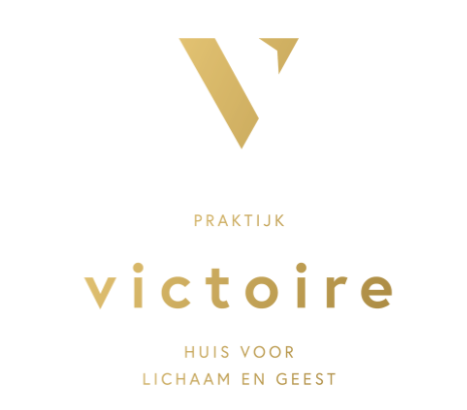 PRAKTIJK
victoire
HUIS VOOR
LICHAAM EN GEEST